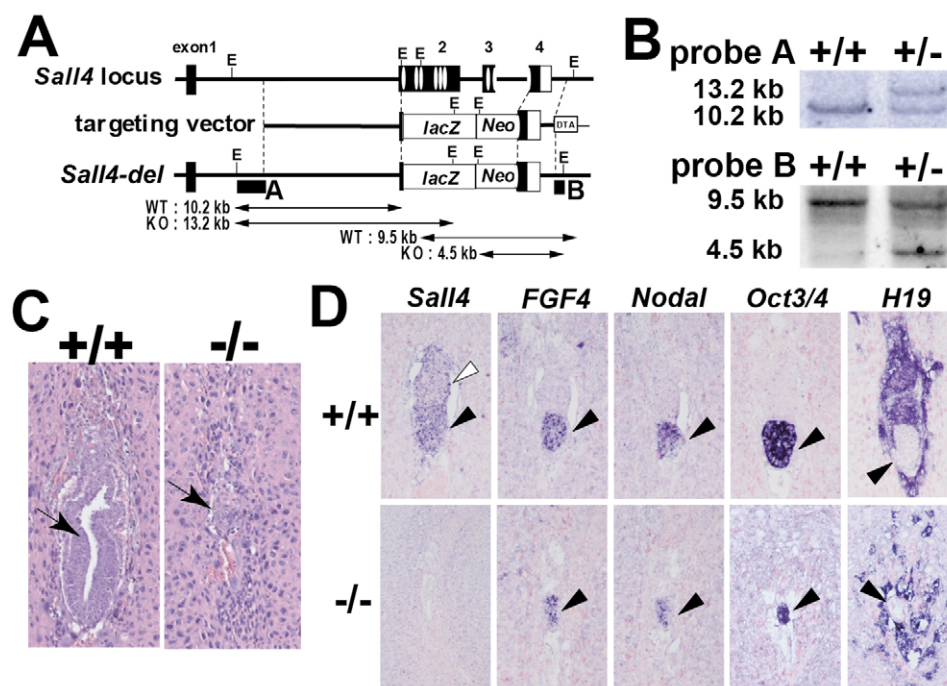 A
exon1 E E E 2 3 4 E
Sall4 locus
E E
targeting vector lacZ Neo DTA
E E E E
Sall4-del lacZ Neo
A B
WT : 10.2 kb
KO : 13.2 kb
WT : 9.5 kb
KO : 4.5 kb
B
probe A +/+ +/-
13.2 kb
10.2 kb
probe B +/+ +/-
9.5 kb
4.5 kb
C
+/+ -/-
D
Sall4 FGF4 Nodal Oct3/4 H19
+/+
-/-